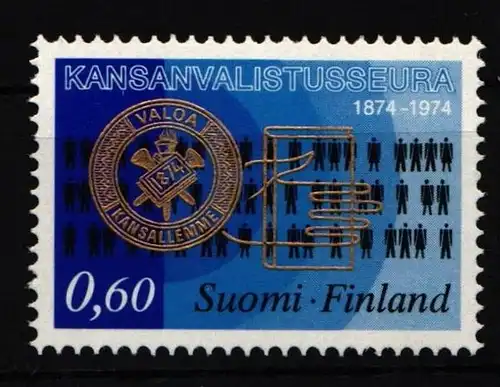 KANSANVALISTUSSEURA
1874-1974
VALOA
1874
KANSALLEMME
0,60
Suomi · Finland